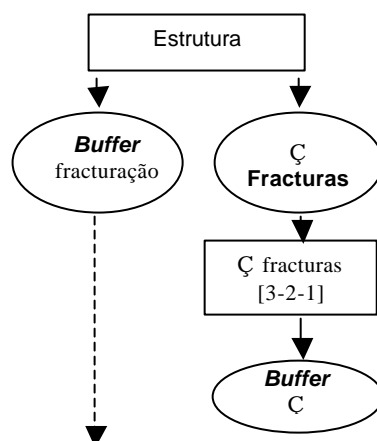 Estrutura
Buffer
fracturação
Ç
Fracturas
Ç fracturas
[3-2-1]
Buffer
Ç